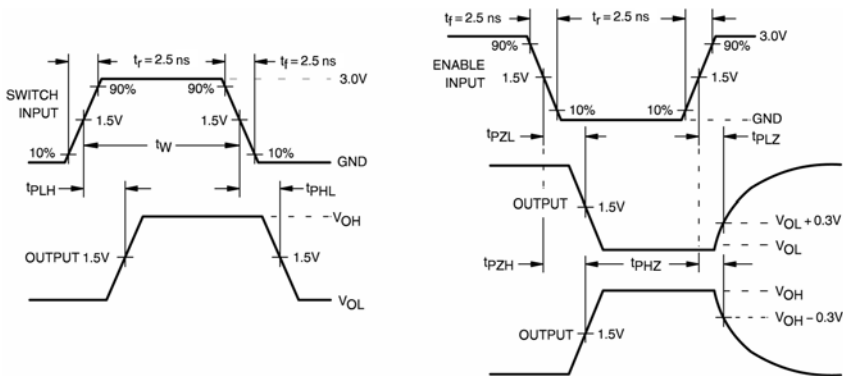 tr = 2.5 ns
tf = 2.5 ns
3.0V
90%
90%
SWITCH
INPUT
1.5V
1.5V
tW
10%
10%
GND
tPLH
tPHL
VOH
OUTPUT
1.5V
1.5V
VOL
tf = 2.5 ns
tr = 2.5 ns
3.0V
90%
90%
ENABLE
INPUT
1.5V
1.5V
10%
10%
GND
tPZL
tPLZ
OUTPUT
1.5V
VOL + 0.3V
VOL
tPZH
tPHZ
VOH
VOH – 0.3V
OUTPUT
1.5V